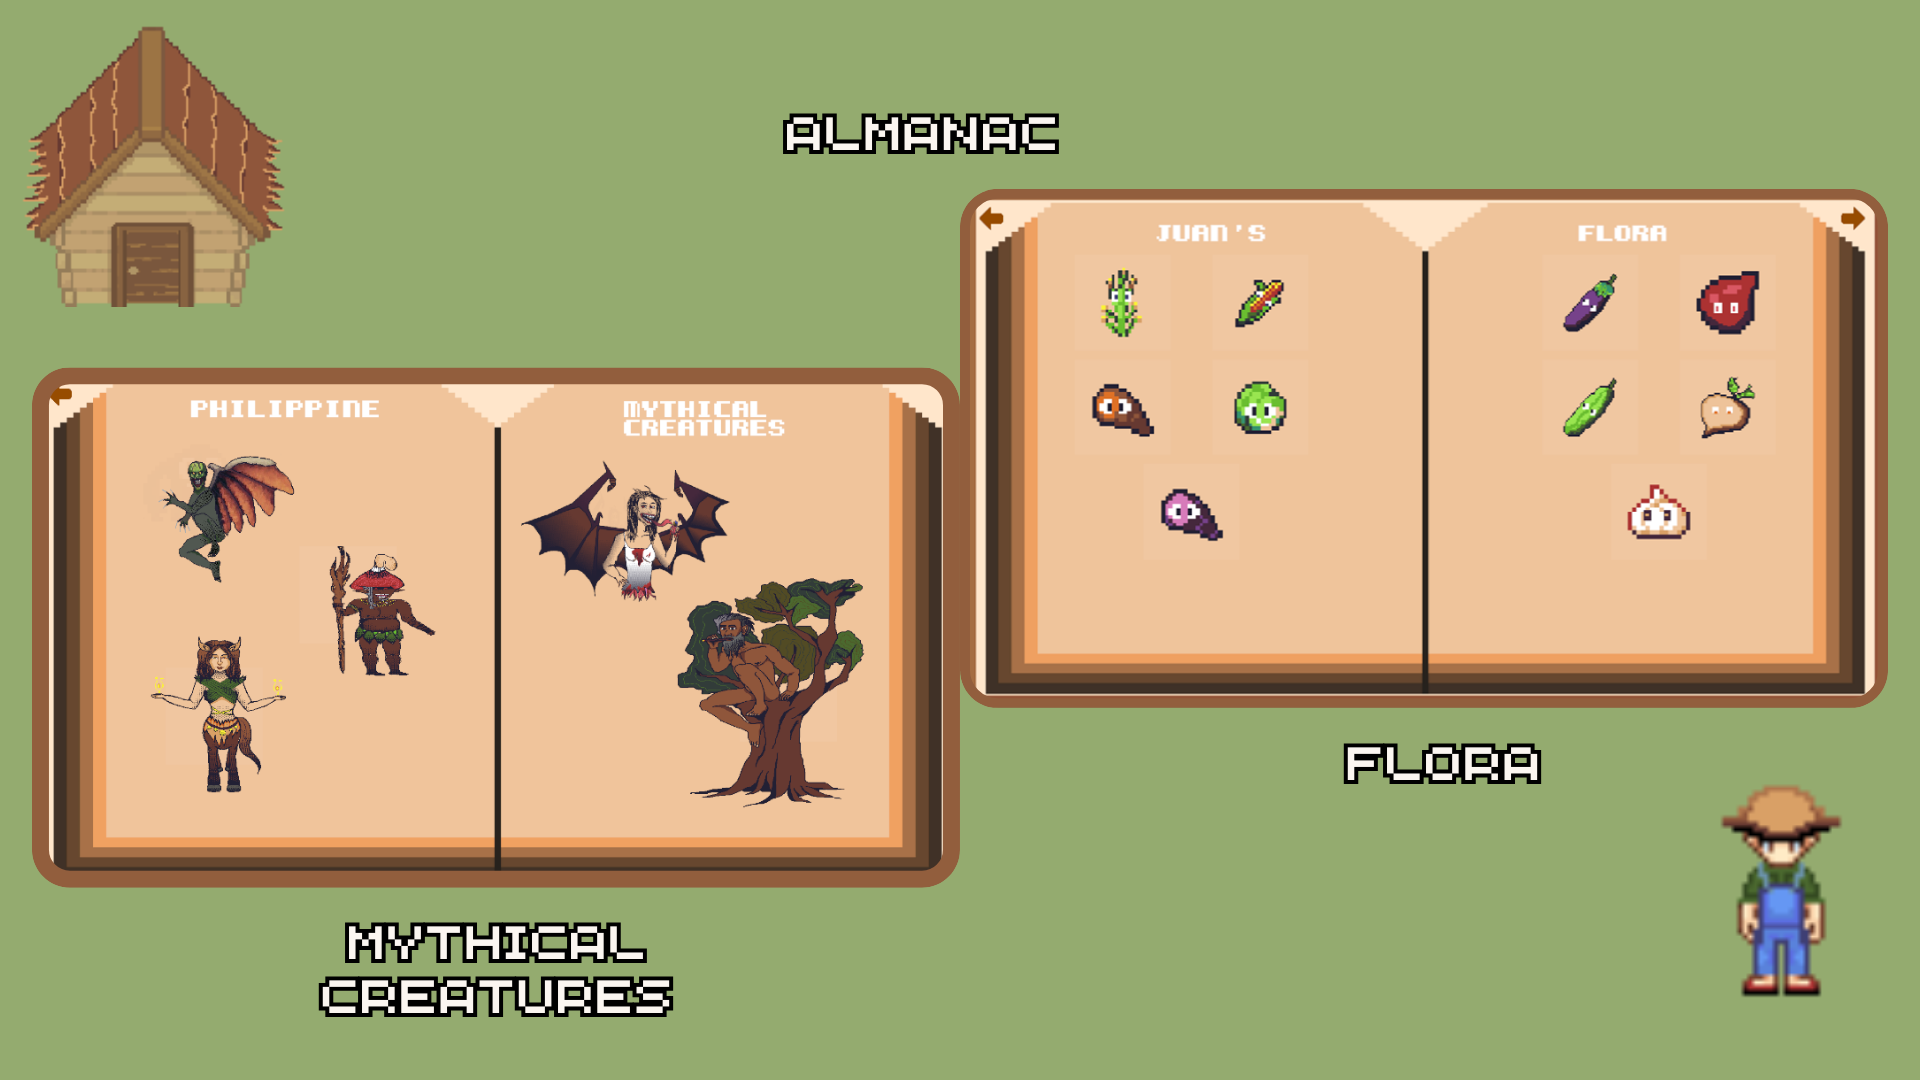 ALMANAC
JUAN'S
FLORA
PHILIPPINE
MYTHICAL
CREATURES
FLORA
MYTHICAL
CREATURES